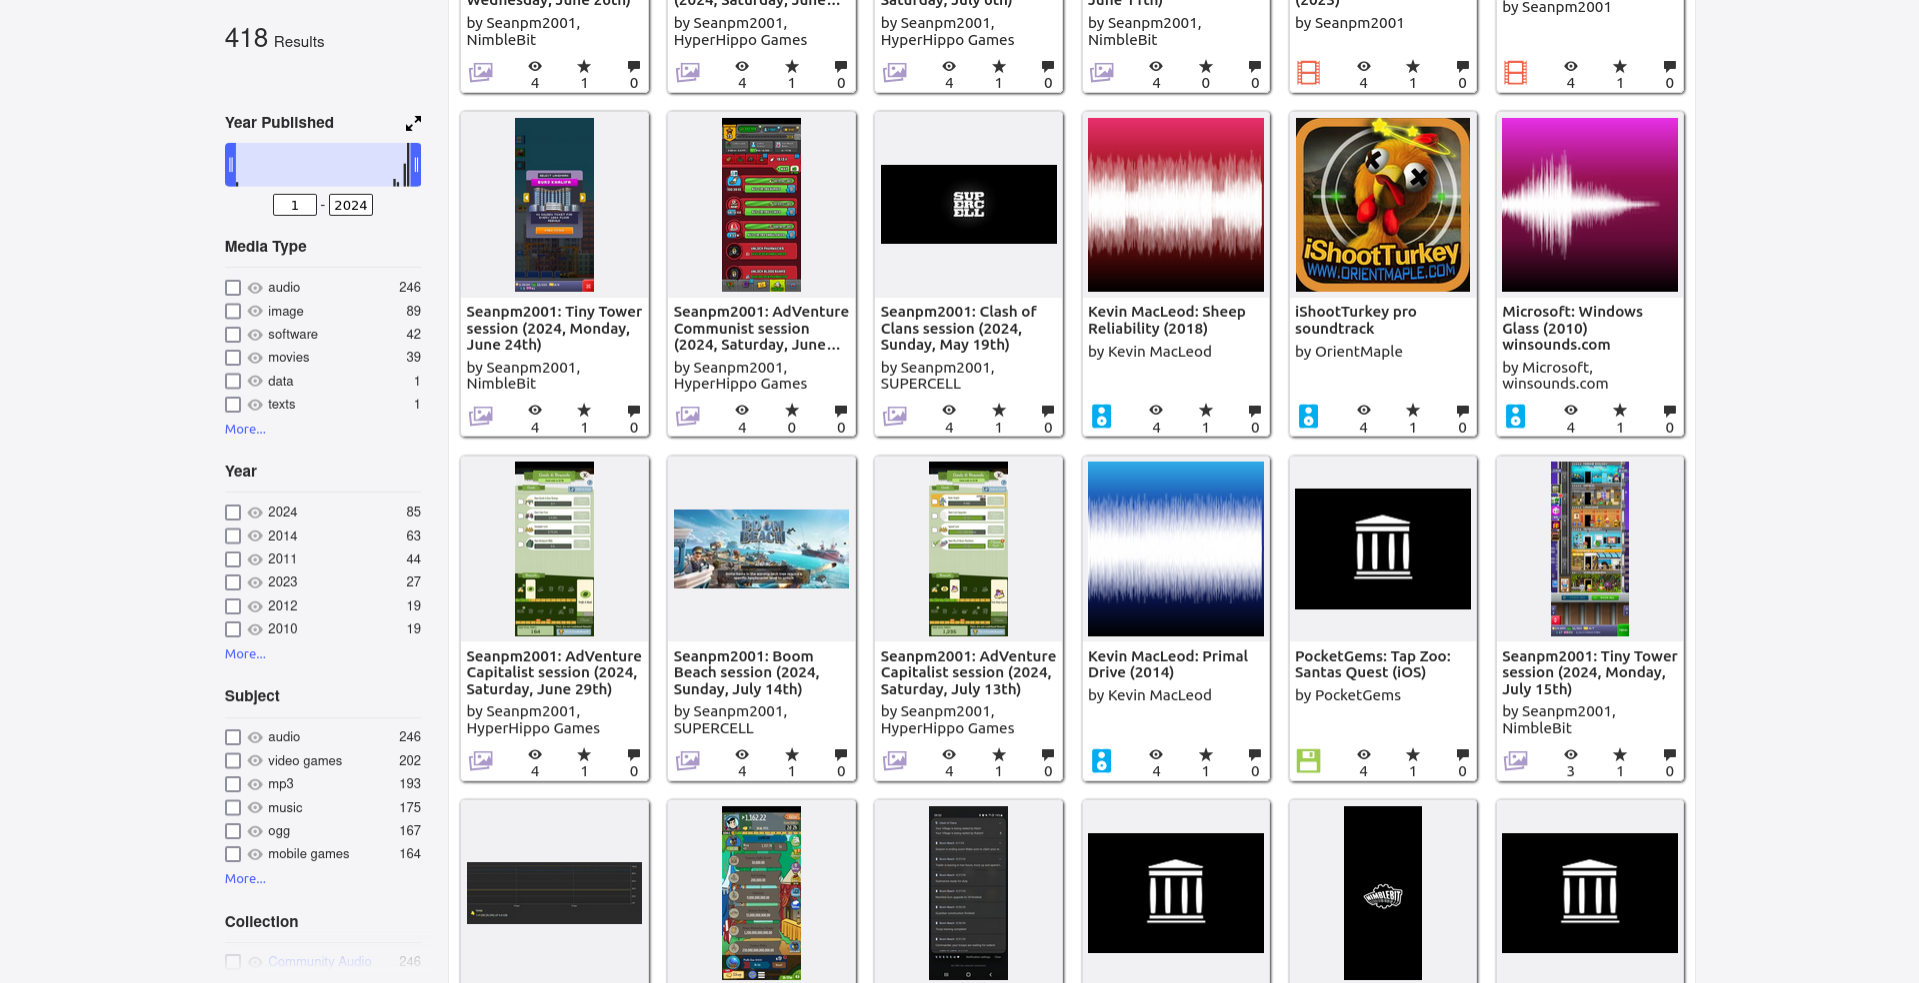 418 Results
Year Published
1 - 2024
Media Type
audio 246
image 89
software 42
movies 39
data 1
texts 1
More...
Year
2024 85
2014 63
2011 44
2023 27
2012 19
2010 19
More...
Subject
audio 246
video games 202
mp3 193
music 175
ogg 167
mobile games 164
More...
Collection
Community Audio 246
Wednesday, June 26th)
by Seanpm2001,
NimbleBit
4 1 0
(2024, Saturday, June...
by Seanpm2001,
HyperHippo Games
4 1 0
Saturday, July 6th)
by Seanpm2001,
HyperHippo Games
4 1 0
June 11th)
by Seanpm2001,
NimbleBit
4 0 0
(2023)
by Seanpm2001
4 1 0
by Seanpm2001
4 1 0
Seanpm2001: Tiny Tower
session (2024, Monday,
June 24th)
by Seanpm2001,
NimbleBit
4 1 0
Seanpm2001: AdVenture
Communist session
(2024, Saturday, June...
by Seanpm2001,
HyperHippo Games
4 0 0
SUP
ERC
ELL
Seanpm2001: Clash of
Clans session (2024,
Sunday, May 19th)
by Seanpm2001,
SUPERCELL
4 1 0
Kevin MacLeod: Sheep
Reliability (2018)
by Kevin MacLeod
4 1 0
iShootTurkey
WWW.ORIENTMAPLE.COM
iShootTurkey pro
soundtrack
by OrientMaple
4 1 0
Microsoft: Windows
Glass (2010)
winsounds.com
by Microsoft,
winsounds.com
4 1 0
Seanpm2001: AdVenture
Capitalist session (2024,
Saturday, June 29th)
by Seanpm2001,
HyperHippo Games
4 1 0
BOOM
BEACH
Seanpm2001: Boom
Beach session (2024,
Sunday, July 14th)
by Seanpm2001,
SUPERCELL
4 1 0
Seanpm2001: AdVenture
Capitalist session (2024,
Saturday, July 13th)
by Seanpm2001,
HyperHippo Games
4 1 0
Kevin MacLeod: Primal
Drive (2014)
by Kevin MacLeod
4 1 0
PocketGems: Tap Zoo:
Santas Quest (iOS)
by PocketGems
4 1 0
Seanpm2001: Tiny Tower
session (2024, Monday,
July 15th)
by Seanpm2001,
NimbleBit
3 1 0
NIMBLEBIT